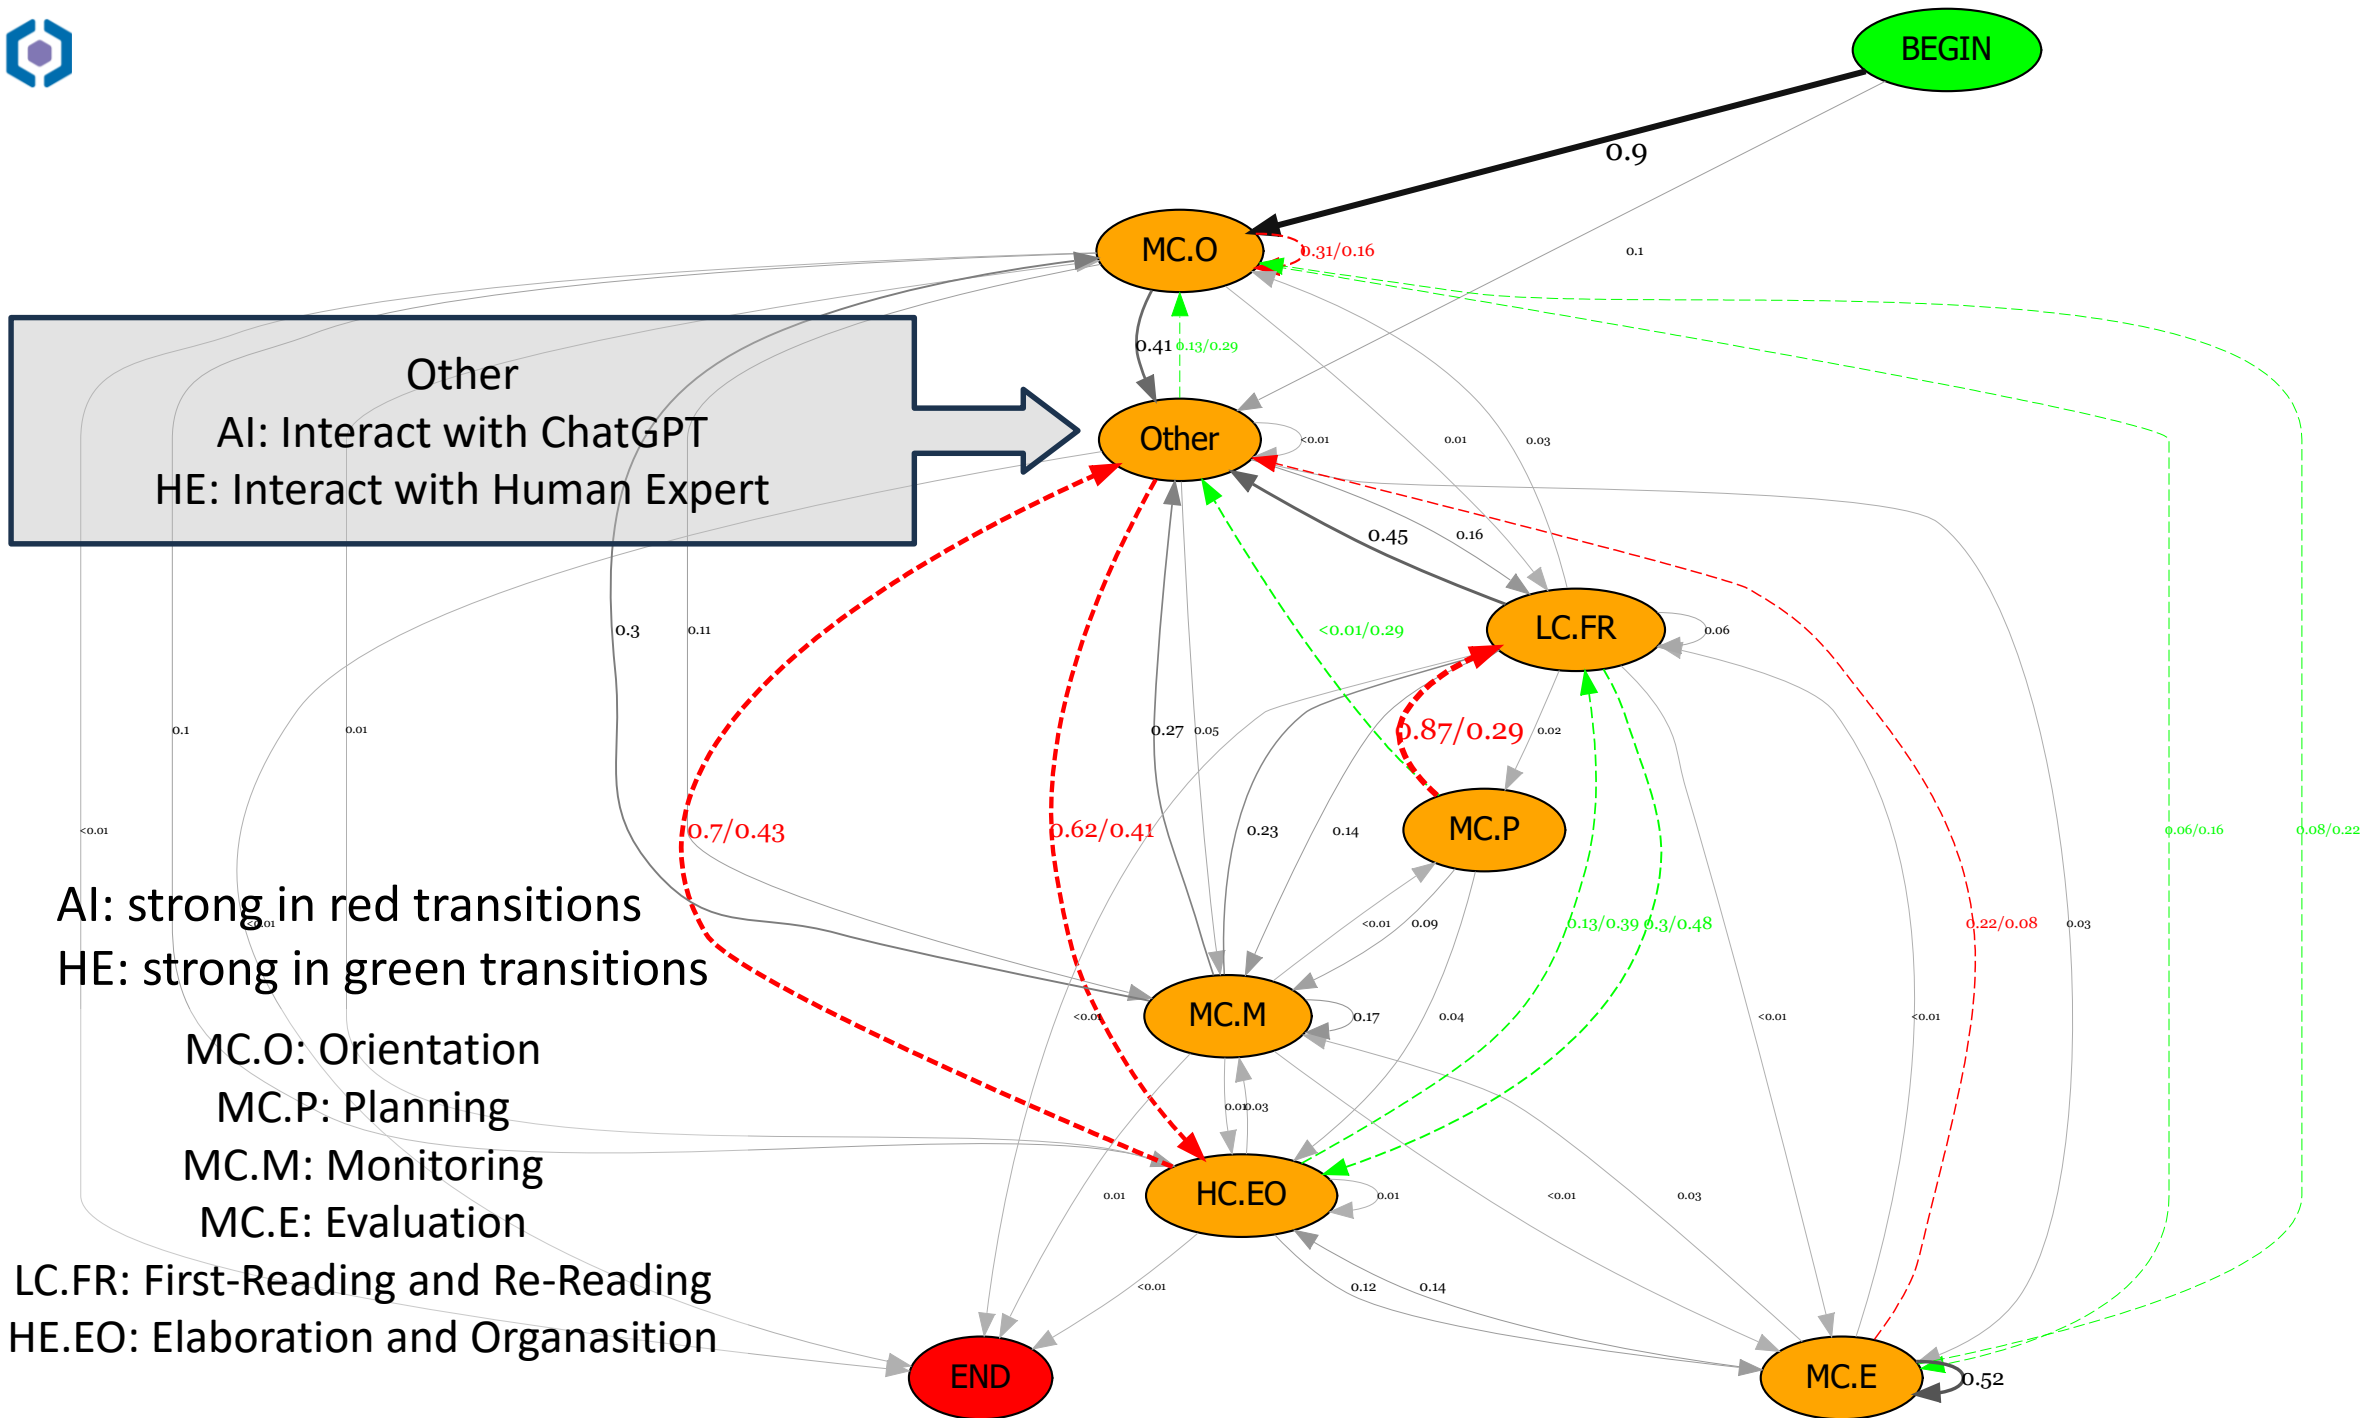 BEGIN
0.9
MC.O
0.31/0.16
0.1
0.41
0.13/0.29
Other
AI: Interact with ChatGPT
HE: Interact with Human Expert
Other
<0.01
0.01
0.03
0.45
0.16
0.3
0.11
<0.01/0.29
LC.FR
0.06
0.1
0.01
0.27
0.05
0.87/0.29
0.02
<0.01
0.7/0.43
0.62/0.41
0.23
0.14
MC.P
0.06/0.16
0.08/0.22
AI: strong in red transitions
<0.01
<0.01
0.09
0.13/0.39
0.3/0.48
0.22/0.08
0.03
HE: strong in green transitions
<0.01
MC.M
0.17
0.04
<0.01
<0.01
MC.O: Orientation
MC.P: Planning
0.01
0.03
MC.M: Monitoring
HC.EO
0.01
0.01
<0.01
0.03
MC.E: Evaluation
LC.FR: First-Reading and Re-Reading
<0.01
0.12
0.14
HE.EO: Elaboration and Organasition
END
MC.E
0.52